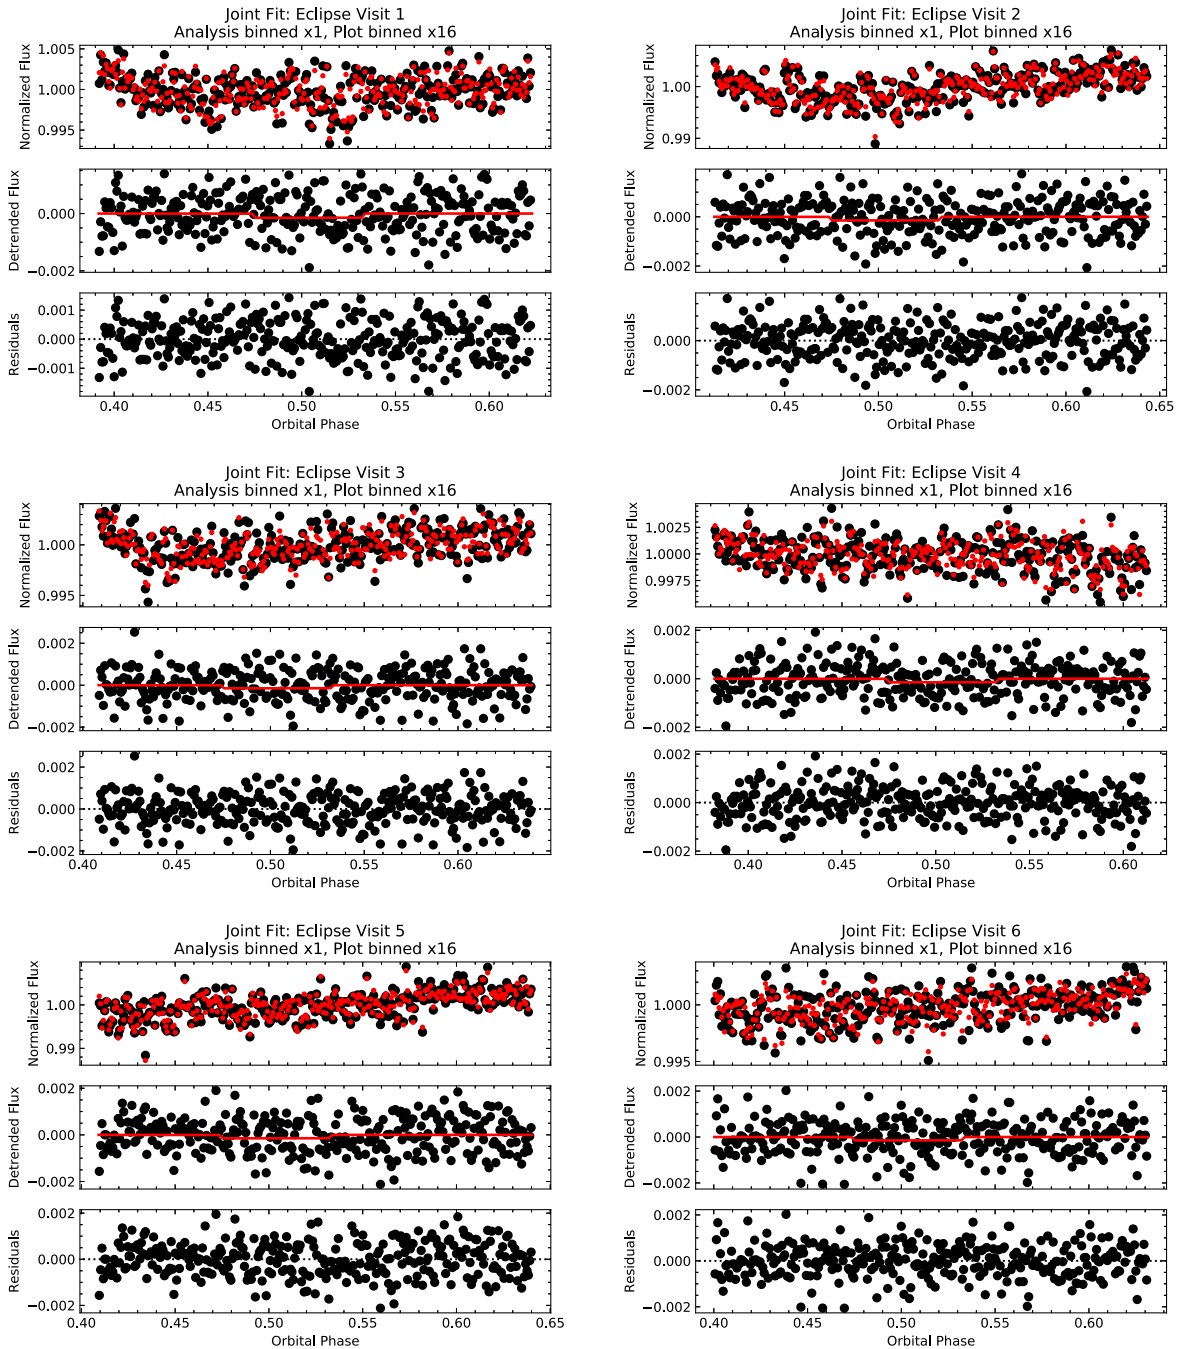 Joint Fit: Eclipse Visit 1
Analysis binned x1, Plot binned x16
Normalized Flux
1.005
1.000
0.995
Detrended Flux
0.000
−0.002
Residuals
0.001
0.000
−0.001
0.40 0.45 0.50 0.55 0.60
Orbital Phase
Joint Fit: Eclipse Visit 2
Analysis binned x1, Plot binned x16
Normalized Flux
1.00
0.99
Detrended Flux
0.000
−0.002
Residuals
0.000
−0.002
0.45 0.50 0.55 0.60 0.65
Orbital Phase
Joint Fit: Eclipse Visit 3
Analysis binned x1, Plot binned x16
Normalized Flux
1.000
0.995
Detrended Flux
0.002
0.000
−0.002
Residuals
0.002
0.000
−0.002
0.40 0.45 0.50 0.55 0.60
Orbital Phase
Joint Fit: Eclipse Visit 4
Analysis binned x1, Plot binned x16
Normalized Flux
1.0025
1.0000
0.9975
Detrended Flux
0.002
0.000
−0.002
Residuals
0.002
0.000
−0.002
0.40 0.45 0.50 0.55 0.60
Orbital Phase
Joint Fit: Eclipse Visit 5
Analysis binned x1, Plot binned x16
Normalized Flux
1.00
0.99
Detrended Flux
0.002
0.000
−0.002
Residuals
0.002
0.000
−0.002
0.40 0.45 0.50 0.55 0.60 0.65
Orbital Phase
Joint Fit: Eclipse Visit 6
Analysis binned x1, Plot binned x16
Normalized Flux
1.000
0.995
Detrended Flux
0.002
0.000
−0.002
Residuals
0.002
0.000
−0.002
0.40 0.45 0.50 0.55 0.60
Orbital Phase